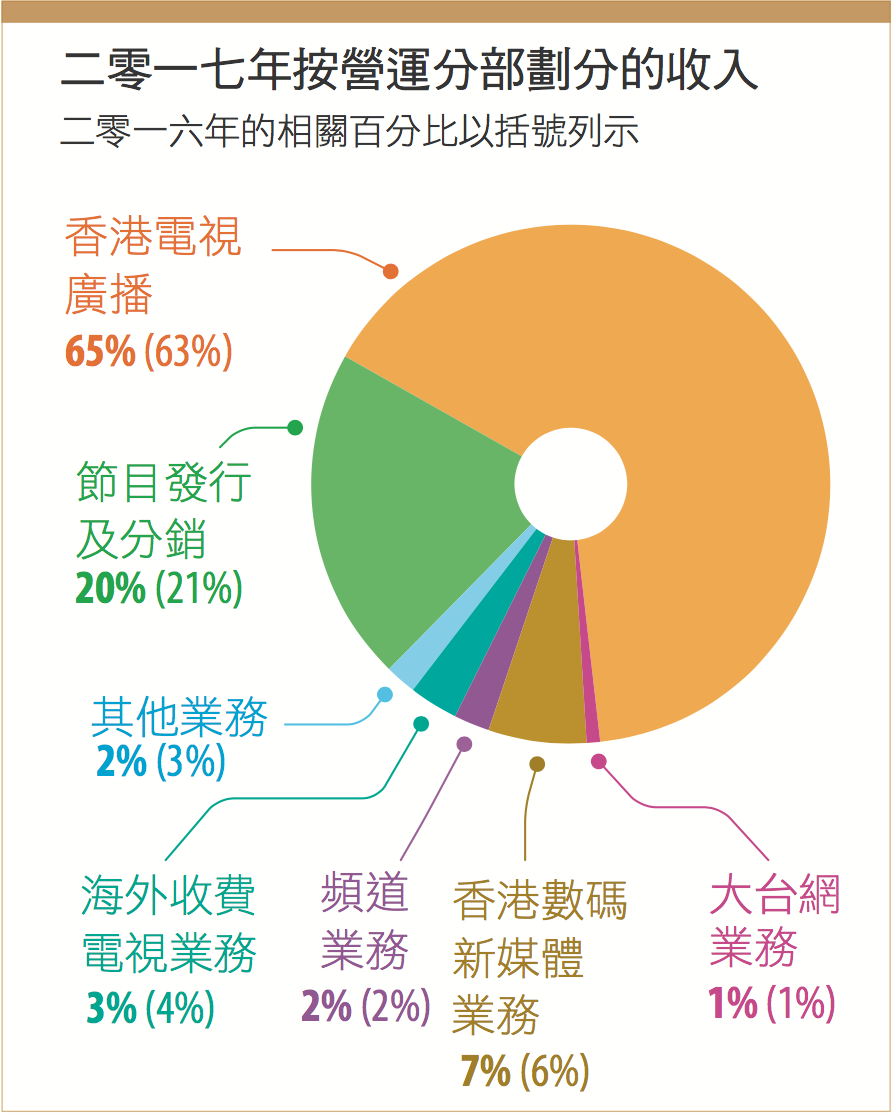 二零一七年按營運分部劃分的收入
二零一六年的相關百分比以括號列示
香港電視
廣播
65% (63%)
節目發行
及分銷
20% (21%)
其他業務
2% (3%)
海外收費
電視業務
3% (4%)
頻道
業務
2% (2%)
香港數碼
新媒體
業務
7% (6%)
大台網
業務
1% (1%)